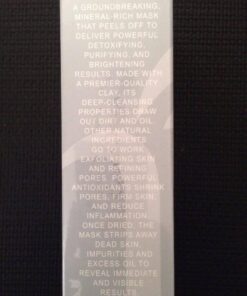 A GROUNDBREAKING,
MINERAL-RICH MASK
THAT PEELS OFF TO
DELIVER POWERFUL
DETOXIFYING,
PURIFYING, AND
BRIGHTENING
RESULTS. MADE WITH
A PREMIER-QUALITY
CLAY, ITS
DEEP-CLEANSING
PROPERTIES DRAW
OUT DIRT AND OIL.
OTHER NATURAL
INGREDIENTS
GO TO WORK
EXFOLIATING SKIN
AND REFINING
PORES. POWERFUL
ANTIOXIDANTS SHRINK
PORES, FIRM SKIN,
AND REDUCE
INFLAMMATION.
ONCE DRIED, THE
MASK STRIPS AWAY
DEAD SKIN,
IMPURITIES AND
EXCESS OIL TO
REVEAL IMMEDIATE
AND VISIBLE
RESULTS.